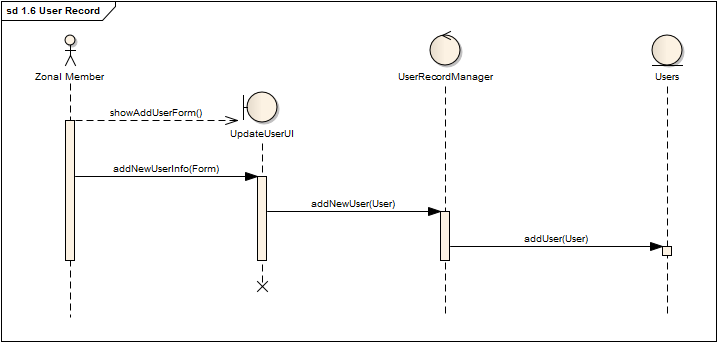 sd 1.6 User Record
Zonal Member
UserRecordManager
Users
showAddUserForm()
UpdateUserUI
addNewUserInfo(Form)
addNewUser(User)
addUser(User)